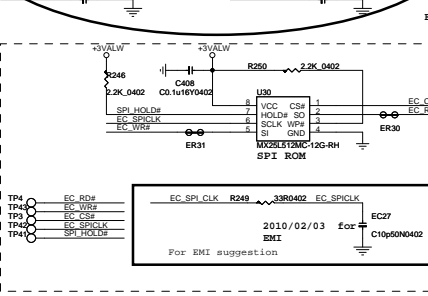 +3VALW
+3VALW
R246
2.2K_0402
C408
C0.1u16Y0402
R250
2.2K_0402
U30
SPI_HOLD#
EC_SPICLK
EC_WR#
8 VCC CS# 1
7 HOLD# SO 2
6 SCLK WP# 3
5 SI GND 4
ER31
ER30
MX25L512MC-12G-RH
SPI ROM
TP4 EC_RD#
TP43 EC_WR#
TP3 EC_CS#
TP42 EC_SPICLK
TP41 SPI_HOLD#
EC_SPI_CLK R249 33R0402 EC_SPICLK
2010/02/03 for
EMI
EC27
C10p50N0402
For EMI suggestion